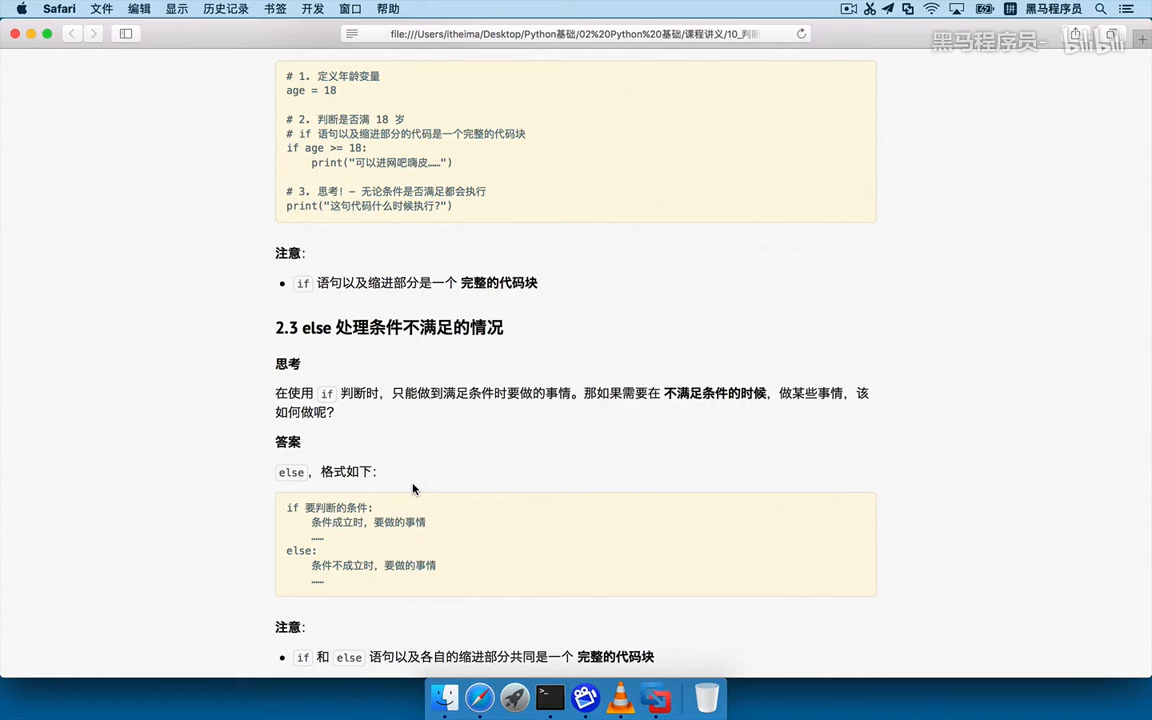 Safari 文件 编辑 显示 历史记录 书签 开发 窗口 帮助 黑马程序员
file:///Users/itheima/Desktop/Python基础/02%20Python%20基础/课程讲义/10_判断
黑马程序员- bilibili
# 1. 定义年龄变量
age = 18
# 2. 判断是否满 18 岁
# if 语句以及缩进部分的代码是一个完整的代码块
if age >= 18:
print("可以进网吧嗨皮……")
# 3. 思考！- 无论条件是否满足都会执行
print("这句代码什么时候执行?")
注意：
• if 语句以及缩进部分是一个 完整的代码块
2.3 else 处理条件不满足的情况
思考
在使用 if 判断时，只能做到满足条件时要做的事情。那如果需要在 不满足条件的时候，做某些事情，该
如何做呢？
答案
else，格式如下：
if 要判断的条件:
条件成立时，要做的事情
……
else:
条件不成立时，要做的事情
……
注意：
• if 和 else 语句以及各自的缩进部分共同是一个 完整的代码块